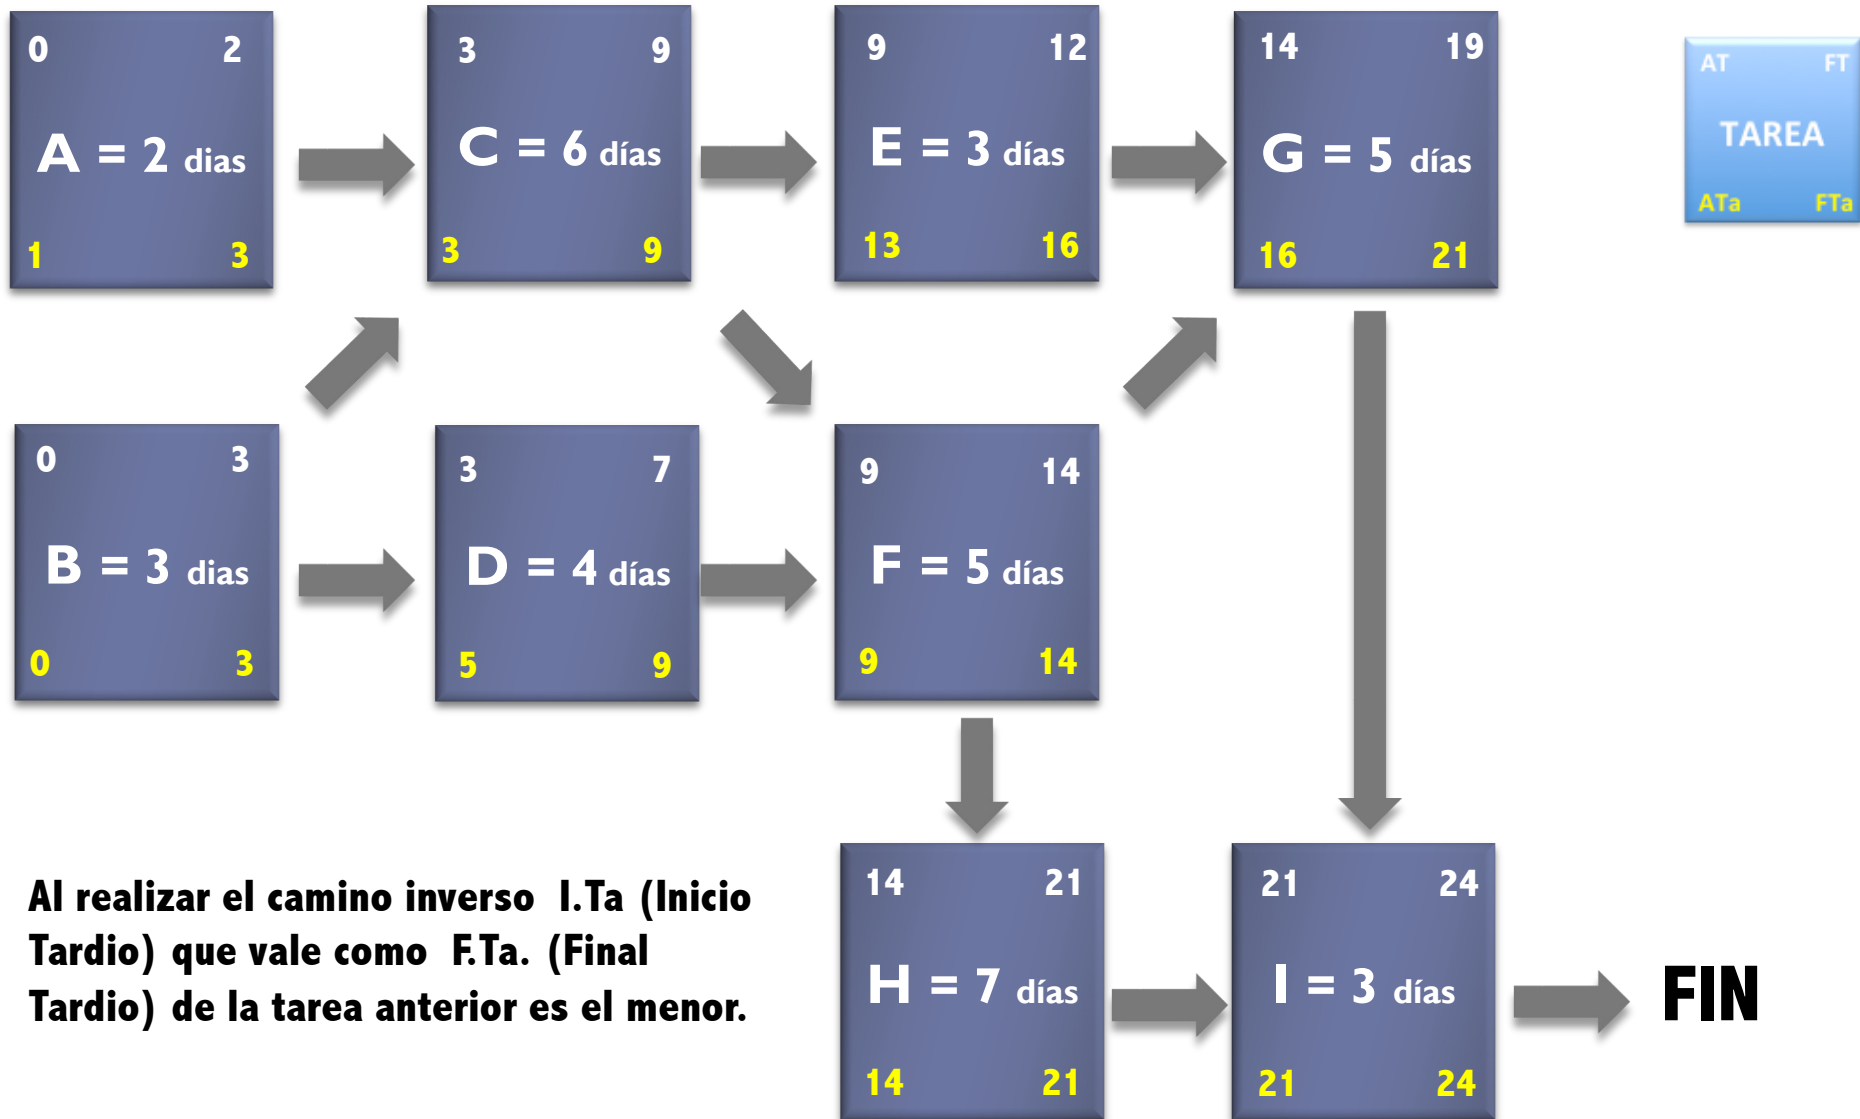 0 2
A = 2 dias
1 3
3 9
C = 6 días
3 9
9 12
E = 3 días
13 16
14 19
G = 5 días
16 21
AT FT
TAREA
ATa FTa
0 3
B = 3 dias
0 3
3 7
D = 4 días
5 9
9 14
F = 5 días
9 14
Al realizar el camino inverso I.Ta (Inicio
Tardio) que vale como F.Ta. (Final
Tardio) de la tarea anterior es el menor.
14 21
H = 7 días
14 21
21 24
I = 3 días
21 24
FIN